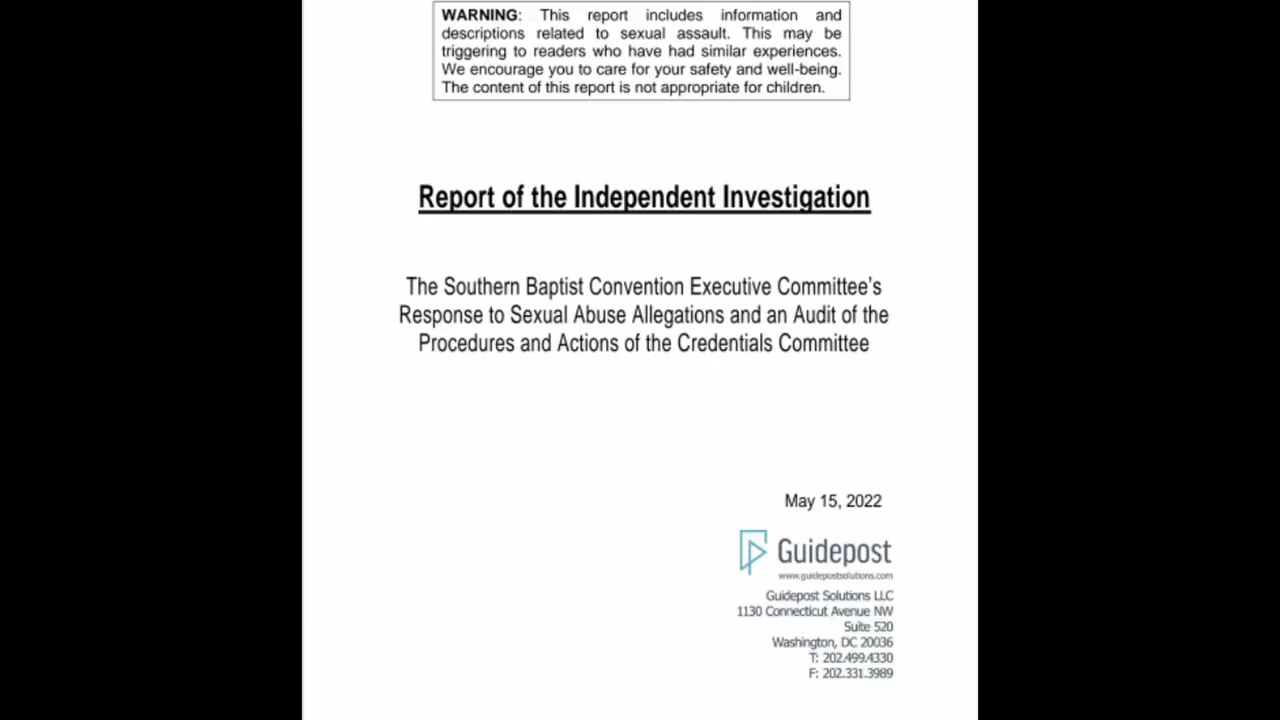 WARNING: This report includes information and
descriptions related to sexual assault. This may be
triggering to readers who have had similar experiences.
We encourage you to care for your safety and well-being.
The content of this report is not appropriate for children.
Report of the Independent Investigation
The Southern Baptist Convention Executive Committee's
Response to Sexual Abuse Allegations and an Audit of the
Procedures and Actions of the Credentials Committee
May 15, 2022
Guidepost
www.guidepostsolutions.com
Guidepost Solutions LLC
1130 Connecticut Avenue NW
Suite 520
Washington, DC 20036
T: 202.499.4330
F: 202.331.3989